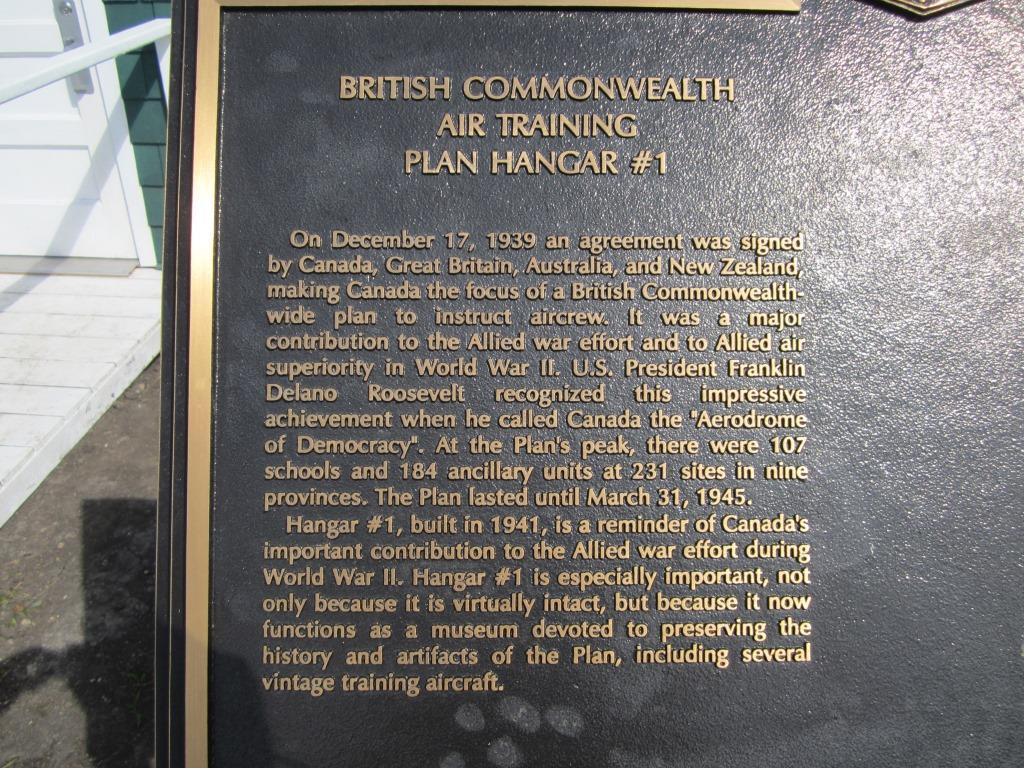 BRITISH COMMONWEALTH
AIR TRAINING
PLAN HANGAR #1
On December 17, 1939 an agreement was signed
by Canada, Great Britain, Australia, and New Zealand,
making Canada the focus of a British Commonwealth-
wide plan to instruct aircrew. It was a major
contribution to the Allied war effort and to Allied air
superiority in World War II. U.S. President Franklin
Delano Roosevelt recognized this impressive
achievement when he called Canada the "Aerodrome
of Democracy". At the Plan's peak, there were 107
schools and 184 ancillary units at 231 sites in nine
provinces. The Plan lasted until March 31, 1945.
Hangar #1, built in 1941, is a reminder of Canada's
important contribution to the Allied war effort during
World War II. Hangar #1 is especially important, not
only because it is virtually intact, but because it now
functions as a museum devoted to preserving the
history and artifacts of the Plan, including several
vintage training aircraft.